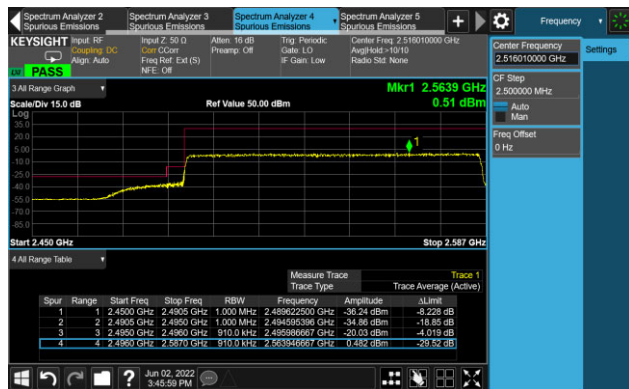 Spectrum Analyzer 2
Spurious Emissions
Spectrum Analyzer 3
Spurious Emissions
Spectrum Analyzer 4
Spurious Emissions
Spectrum Analyzer 5
Spurious Emissions
+
Frequency
KEYSIGHT
Input: RF
Coupling: DC
Align: Auto
Input Z: 50 Ω
Corr CCorr
Freq Ref: Ext (S)
NFE: Off
Atten: 16 dB
Preamp: Off
Trig: Periodic
Gate: LO
IF Gain: Low
Center Freq: 2.516010000 GHz
Avg|Hold:>10/10
Radio Std: None
PASS
Center Frequency
2.516010000 GHz
Settings
CF Step
2.500000 MHz
Auto
Man
Freq Offset
0 Hz
3 All Range Graph
Mkr1 2.5639 GHz
Scale/Div 15.0 dB
Ref Value 50.00 dBm
0.51 dBm
Log
35.0
20.0
5.00
-10.0
-25.0
-40.0
-55.0
-70.0
-85.0
1
Start 2.450 GHz
Stop 2.587 GHz
4 All Range Table
Measure Trace Trace 1
Trace Type Trace Average (Active)
Spur Range Start Freq Stop Freq RBW Frequency Amplitude ΔLimit
1 1 2.4500 GHz 2.4905 GHz 1.000 MHz 2.489622500 GHz -36.24 dBm -8.228 dB
2 2 2.4905 GHz 2.4950 GHz 1.000 MHz 2.494595396 GHz -34.86 dBm -18.85 dB
3 3 2.4950 GHz 2.4960 GHz 910.0 kHz 2.495986667 GHz -20.03 dBm -4.019 dB
4 4 2.4960 GHz 2.5870 GHz 910.0 kHz 2.563946667 GHz 0.482 dBm -29.52 dB
?
Jun 02, 2022
3:45:59 PM